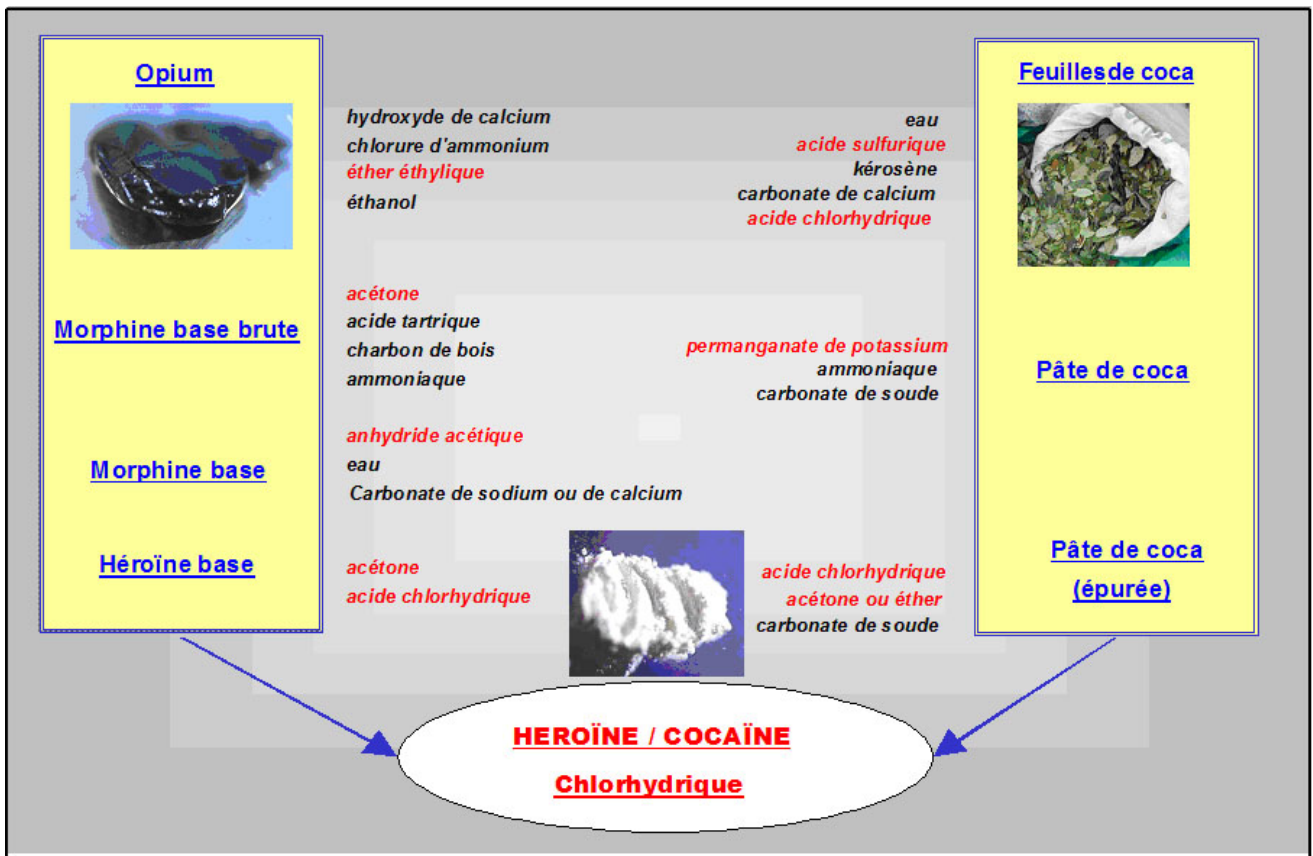 Opium
hydroxyde de calcium
chlorure d'ammonium
éther éthylique
éthanol
Morphine base brute
acétone
acide tartrique
charbon de bois
ammoniaque
Morphine base
anhydride acétique
eau
Carbonate de sodium ou de calcium
Héroïne base
acétone
acide chlorhydrique
Feuilles de coca
eau
acide sulfurique
kérosène
carbonate de calcium
acide chlorhydrique
Pâte de coca
permanganate de potassium
ammoniaque
carbonate de soude
Pâte de coca
(épurée)
acide chlorhydrique
acétone ou éther
carbonate de soude
HEROÏNE / COCAÏNE
Chlorhydrique